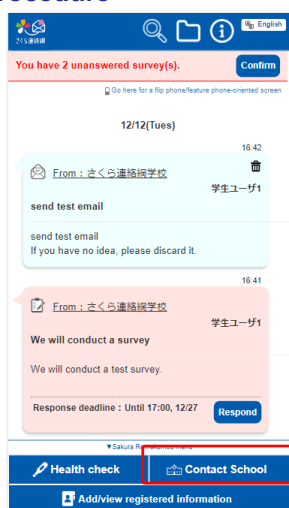 さくら連絡網
English
You have 2 unanswered survey(s).
Confirm
Go here for a flip phone/feature phone-oriented screen
12/12(Tues)
16:42
From：さくら連絡網学校
学生ユーザ1
send test email
send test email
If you have no idea, please discard it.
16:41
From：さくら連絡網学校
学生ユーザ1
We will conduct a survey
We will conduct a test survey.
Response deadline：Until 17:00, 12/27
Respond
▼Sakura
menu
Health check
Contact School
Add/view registered information